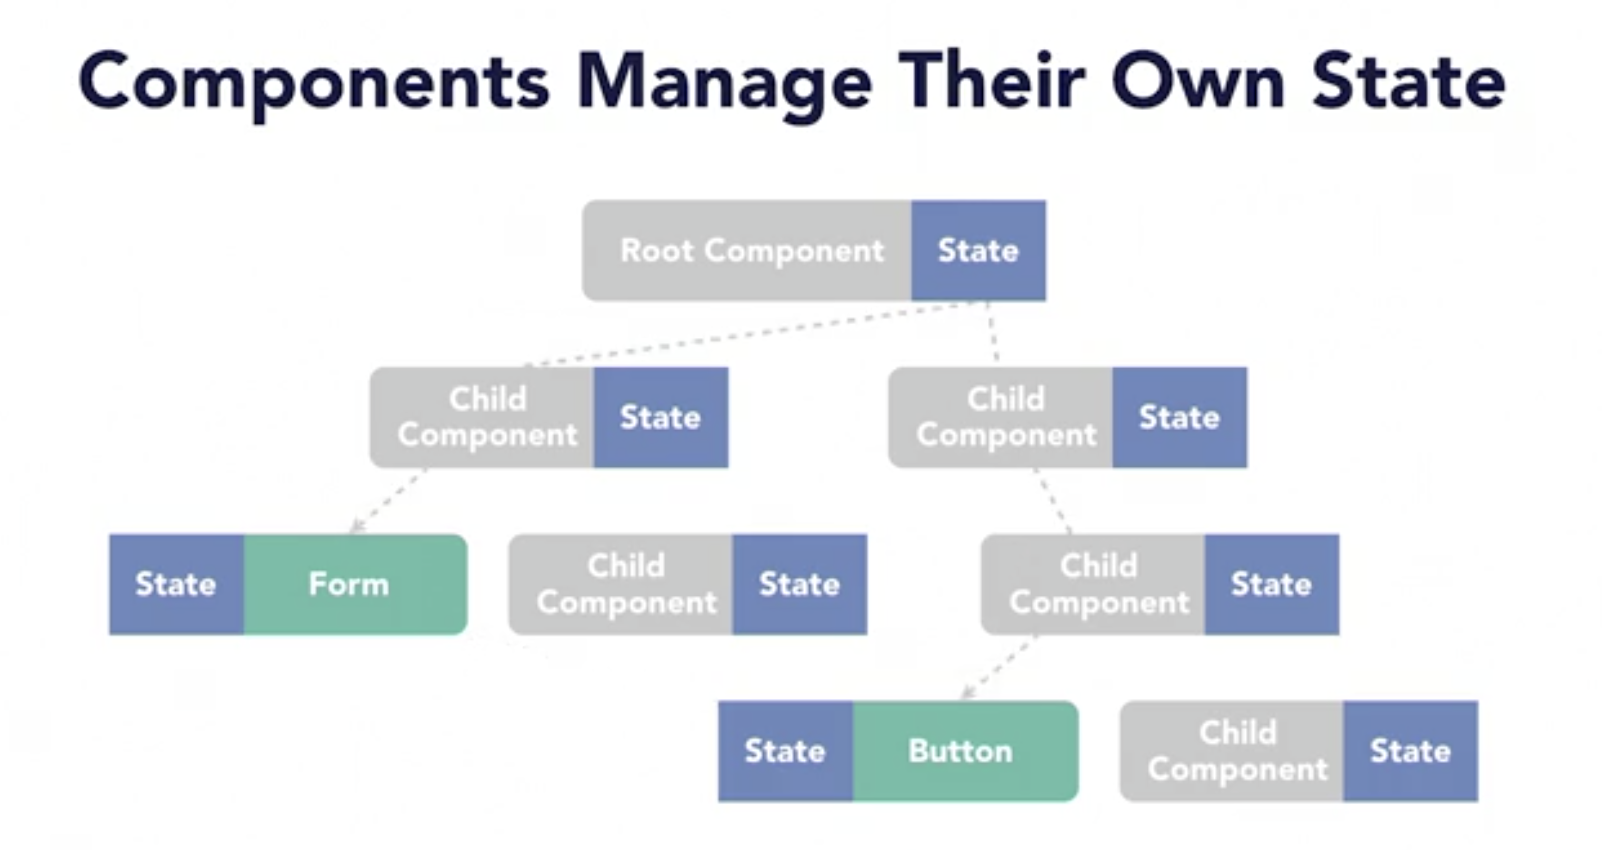 Components Manage Their Own State
Root Component
State
Child
Component
State
Child
Component
State
State
Form
Child
Component
State
Child
Component
State
State
Button
Child
Component
State